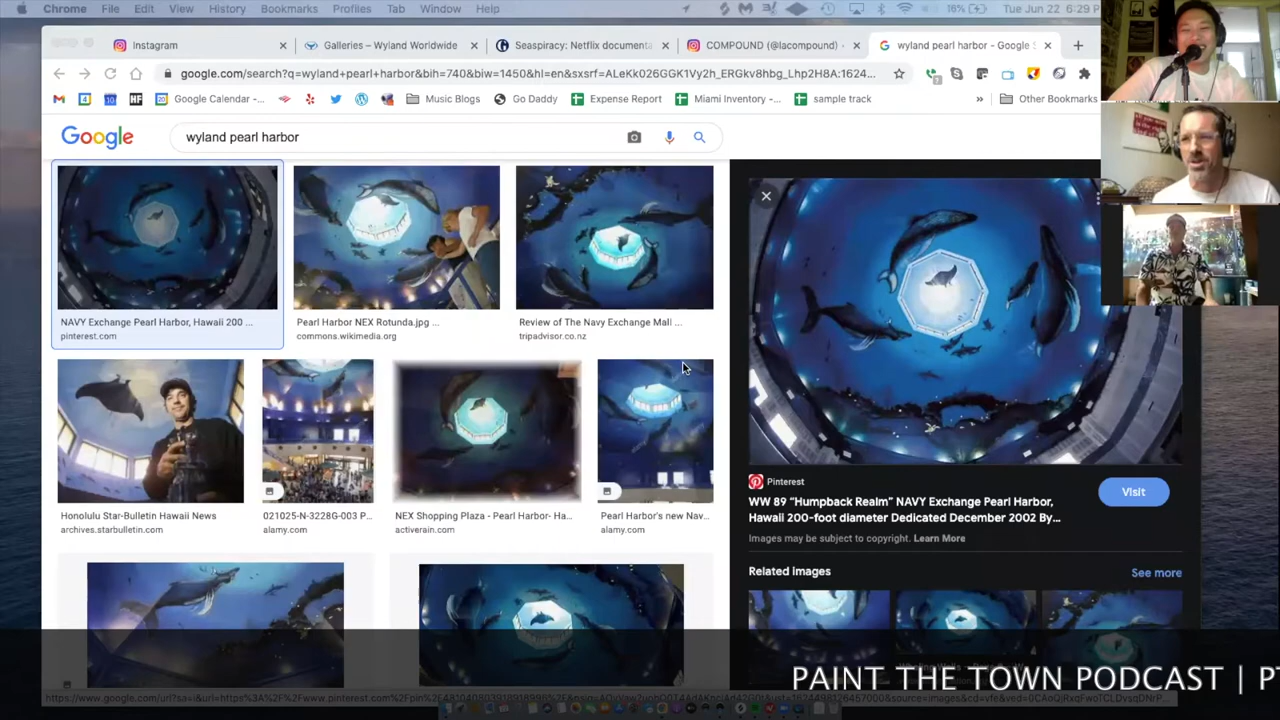 Chrome File Edit View History Bookmarks Profiles Tab Window Help 16% Tue Jun 22 6:29 P
Instagram × Galleries – Wyland Worldwide × Seaspiracy: Netflix documenta × COMPOUND (@lacompound) • × wyland pearl harbor - Google S × +
google.com/search?q=wyland+pearl+harbor&bih=740&biw=1450&hl=en&sxsrf=ALeKk026GGK1Vy2h_ERGkv8hbg_Lhp2H8A:1624...
Google Calendar -... Music Blogs Go Daddy Expense Report Miami Inventory -... sample track » Other Bookmarks
Google wyland pearl harbor
NAVY Exchange Pearl Harbor, Hawaii 200 ...
pinterest.com
Pearl Harbor NEX Rotunda.jpg ...
commons.wikimedia.org
Review of The Navy Exchange Mall ...
tripadvisor.co.nz
Honolulu Star-Bulletin Hawaii News
archives.starbulletin.com
021025-N-3228G-003 P...
alamy.com
NEX Shopping Plaza - Pearl Harbor- Ha...
activerain.com
Pearl Harbor's new Nav...
alamy.com
Pinterest
WW 89 “Humpback Realm” NAVY Exchange Pearl Harbor,
Hawaii 200-foot diameter Dedicated December 2002 By...
Visit
Images may be subject to copyright. Learn More
Related images See more
PAINT THE TOWN PODCAST | P